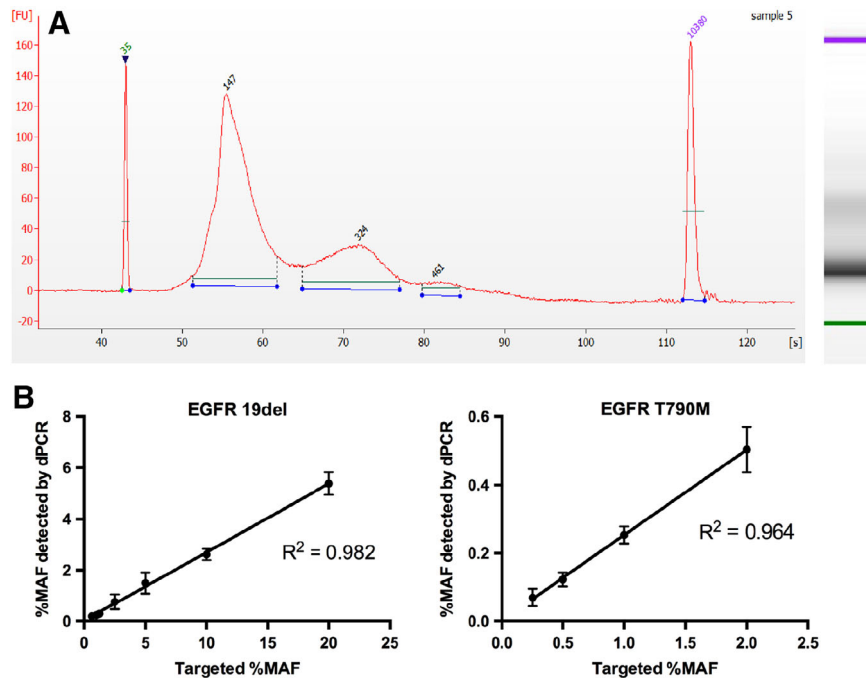 [FU]
A
sample 5
35
147
324
461
10380
160
140
120
100
80
60
40
20
0
-20
40 50 60 70 80 90 100 110 120 [s]
B
EGFR 19del
%MAF detected by dPCR
8
6
4
2
0
R² = 0.982
0 5 10 15 20 25
Targeted %MAF
EGFR T790M
%MAF detected by dPCR
0.6
0.4
0.2
0.0
R² = 0.964
0.0 0.5 1.0 1.5 2.0 2.5
Targeted %MAF